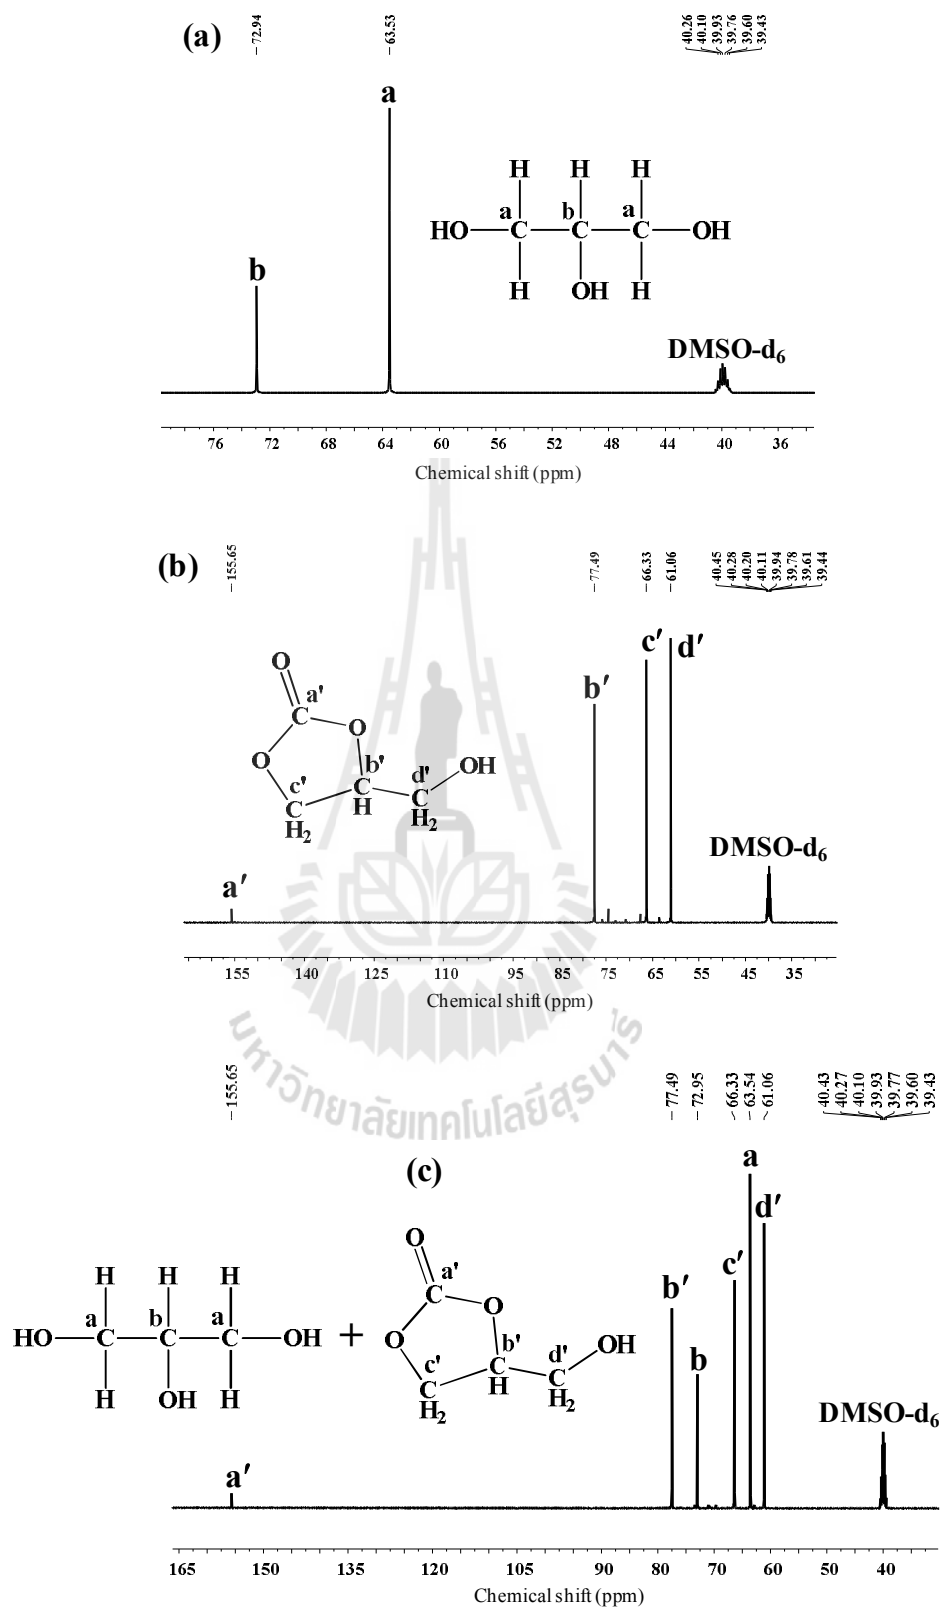 (a)
72.94
63.53
40.26
40.10
39.93
39.76
39.60
39.43
a
b
H H H
a b a
HO C C C OH
H OH H
DMSO-d6
76 72 68 64 60 56 52 48 44 40 36
Chemical shift (ppm)
(b)
155.65
77.49
66.33
61.06
40.45
40.28
40.20
40.11
39.94
39.78
39.61
39.44
c′ d′
b′
O
a'
C O
O b' OH
c' C d'
C H C
H2 H2
DMSO-d6
a′
155 140 125 110 95 85 75 65 55 45 35
Chemical shift (ppm)
มหาวิทยาลัยเทคโนโลยีสุรนารี
155.65
77.49
72.95
66.33
63.54
61.06
40.43
40.27
40.10
39.93
39.77
39.60
39.43
(c)
a
d′
c′
b′
b
H H H
a b a
HO C C C OH
H OH H
+
O
a'
C O
O b' OH
c' C d'
C H C
H2 H2
DMSO-d6
a′
165 150 135 120 105 90 80 70 60 50 40
Chemical shift (ppm)